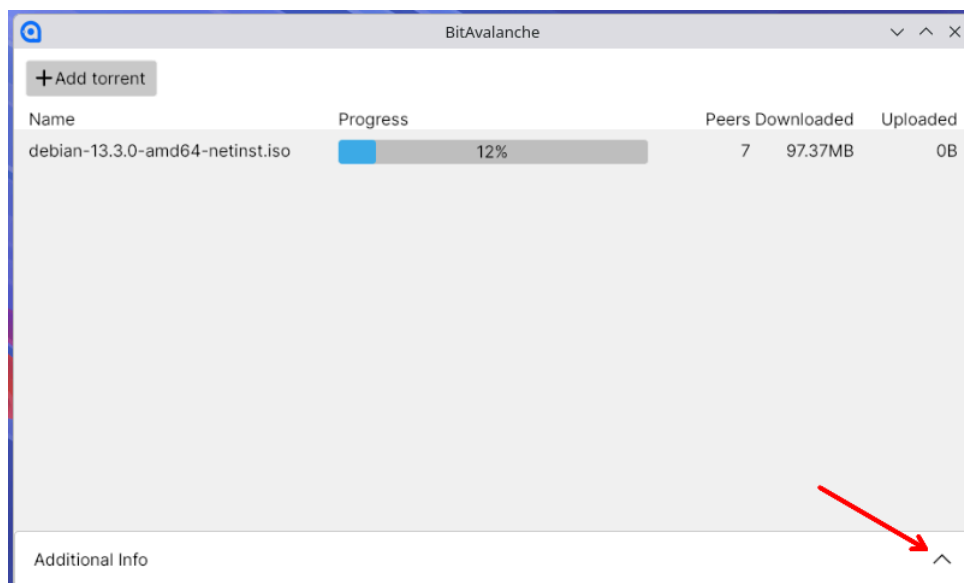 BitAvalanche
+Add torrent
Name Progress Peers Downloaded Uploaded
debian-13.3.0-amd64-netinst.iso 12% 7 97.37MB 0B
Additional Info